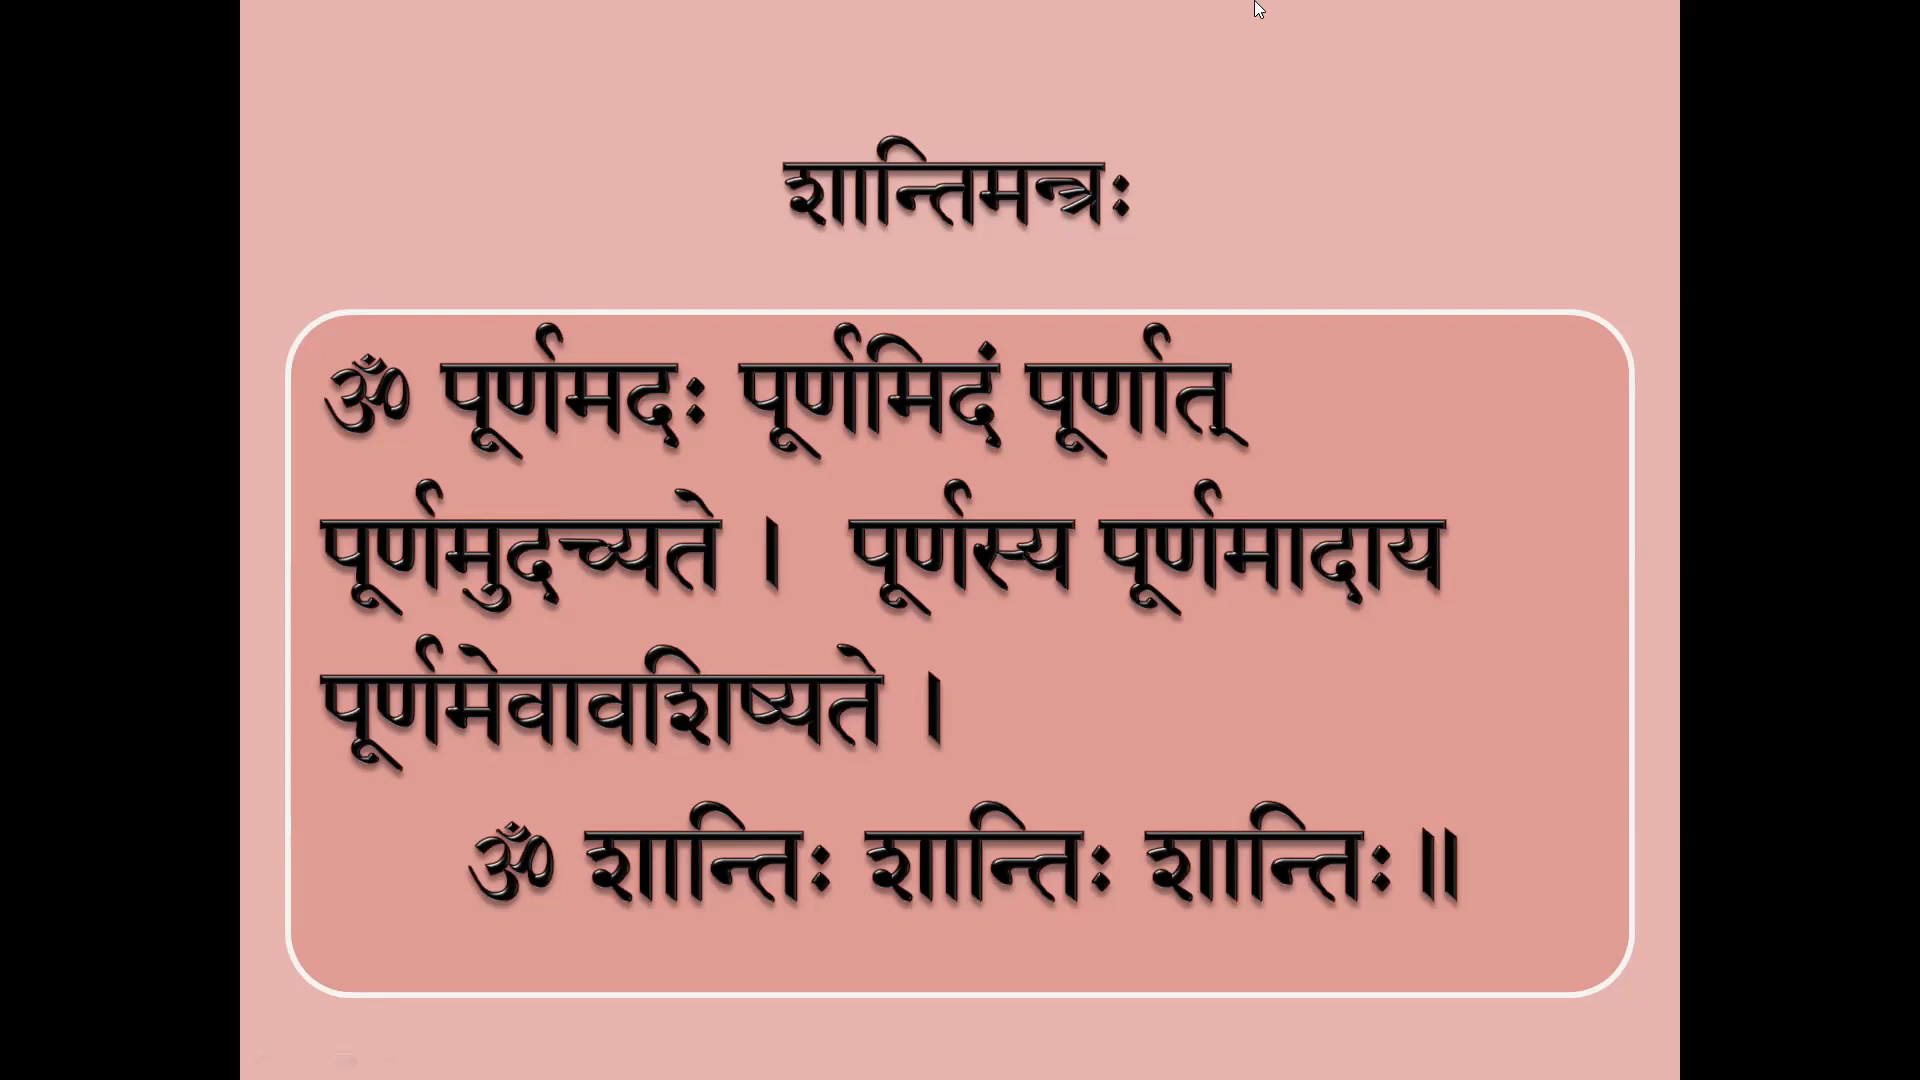 शान्तिमन्त्रः
ॐ पूर्णमदः पूर्णमिदं पूर्णात्
पूर्णमुदच्यते । पूर्णस्य पूर्णमादाय
पूर्णमेवावशिष्यते ।
ॐ शान्तिः शान्तिः शान्तिः ॥